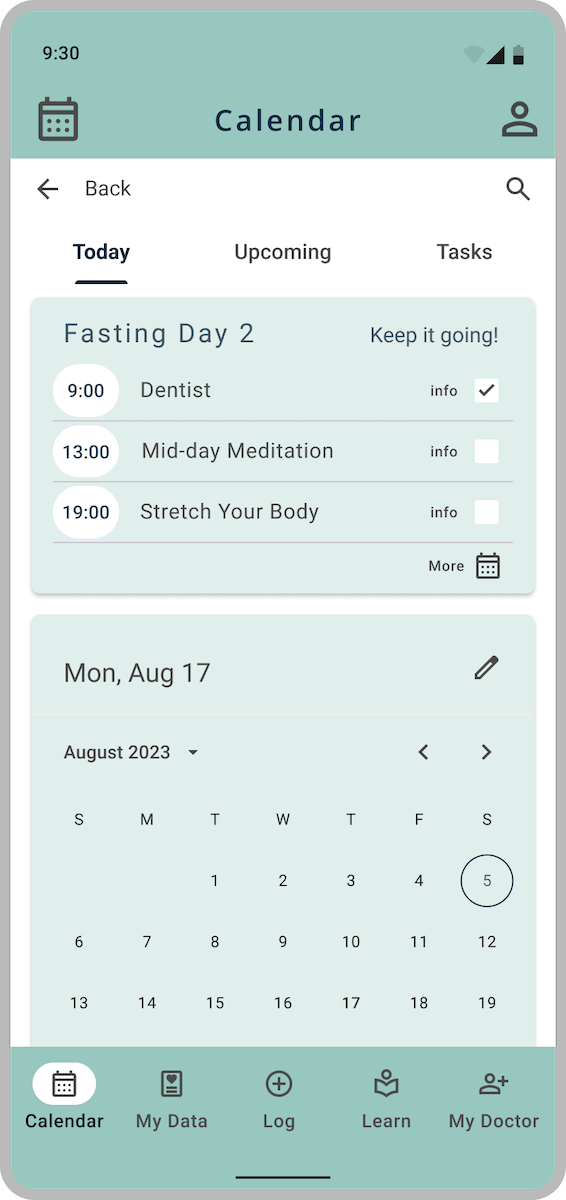 9:30
Calendar
Back
Today Upcoming Tasks
Fasting Day 2 Keep it going!
9:00 Dentist info
13:00 Mid-day Meditation info
19:00 Stretch Your Body info
More
Mon, Aug 17
August 2023
S M T W T F S
1 2 3 4 5
6 7 8 9 10 11 12
13 14 15 16 17 18 19
Calendar My Data Log Learn My Doctor